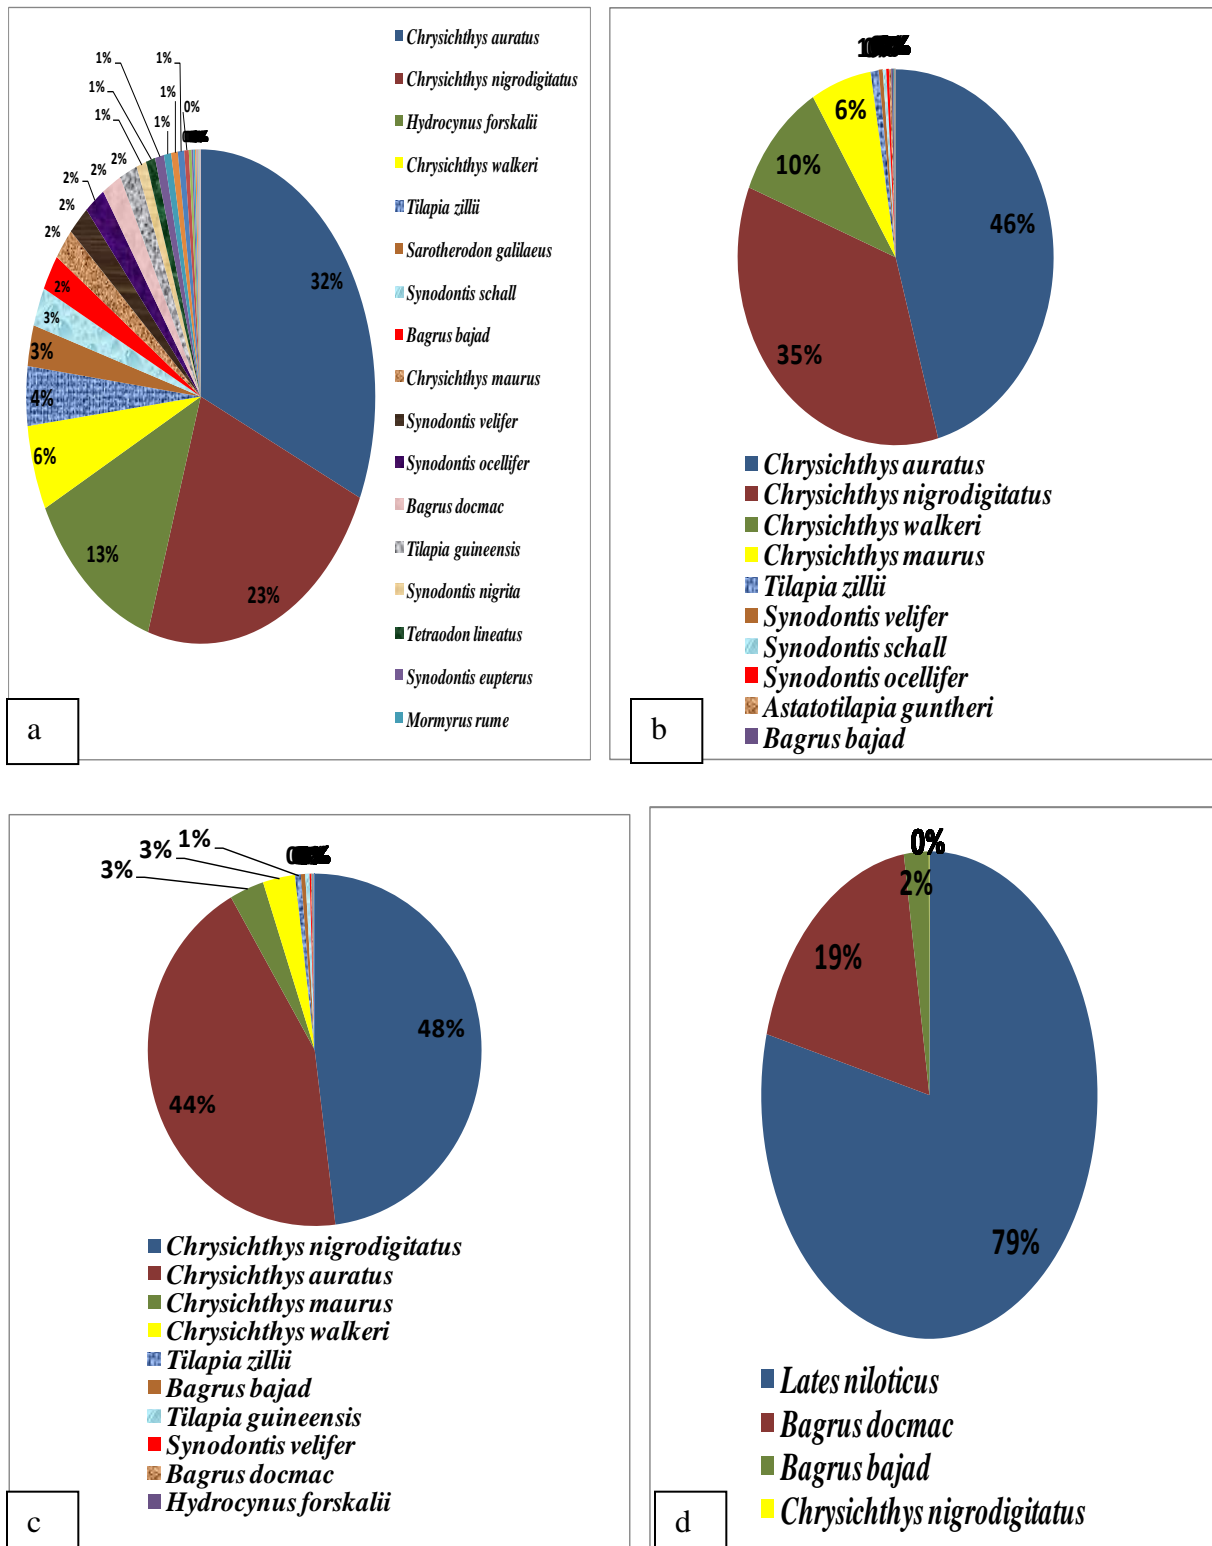 1%
1%
1%
1%
1%
1%
0%
2%
2%
2%
2%
2%
2%
3%
3%
4%
6%
13%
23%
32%
Chrysichthys auratus
Chrysichthys nigrodigitatus
Hydrocynus forskalii
Chrysichthys walkeri
Tilapia zillii
Sarotherodon galilaeus
Synodontis schall
Bagrus bajad
Chrysichthys maurus
Synodontis velifer
Synodontis ocellifer
Bagrus docmac
Tilapia guineensis
Synodontis nigrita
Tetraodon lineatus
Synodontis eupterus
Mormyrus rume
a
6%
10%
46%
35%
Chrysichthys auratus
Chrysichthys nigrodigitatus
Chrysichthys walkeri
Chrysichthys maurus
Tilapia zillii
Synodontis velifer
Synodontis schall
Synodontis ocellifer
Astatotilapia guntheri
Bagrus bajad
b
1%
3%
3%
48%
44%
Chrysichthys nigrodigitatus
Chrysichthys auratus
Chrysichthys maurus
Chrysichthys walkeri
Tilapia zillii
Bagrus bajad
Tilapia guineensis
Synodontis velifer
Bagrus docmac
Hydrocynus forskalii
c
0%
2%
19%
79%
Lates niloticus
Bagrus docmac
Bagrus bajad
Chrysichthys nigrodigitatus
d